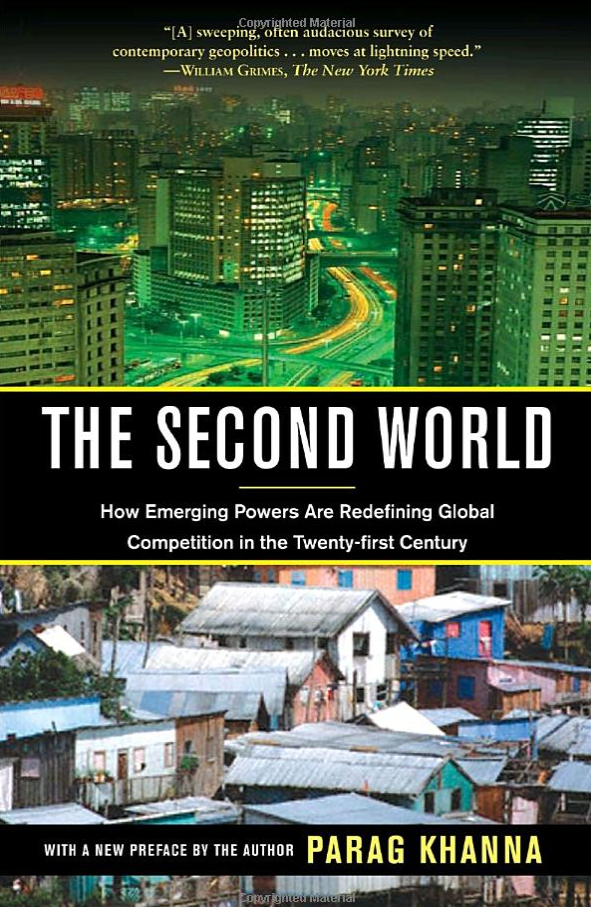 Copyrighted Material
“[A] sweeping, often audacious survey of
contemporary geopolitics . . . moves at lightning speed.”
—WILLIAM GRIMES, The New York Times
THE SECOND WORLD
How Emerging Powers Are Redefining Global
Competition in the Twenty-first Century
WITH A NEW PREFACE BY THE AUTHOR PARAG KHANNA
Copyrighted Material